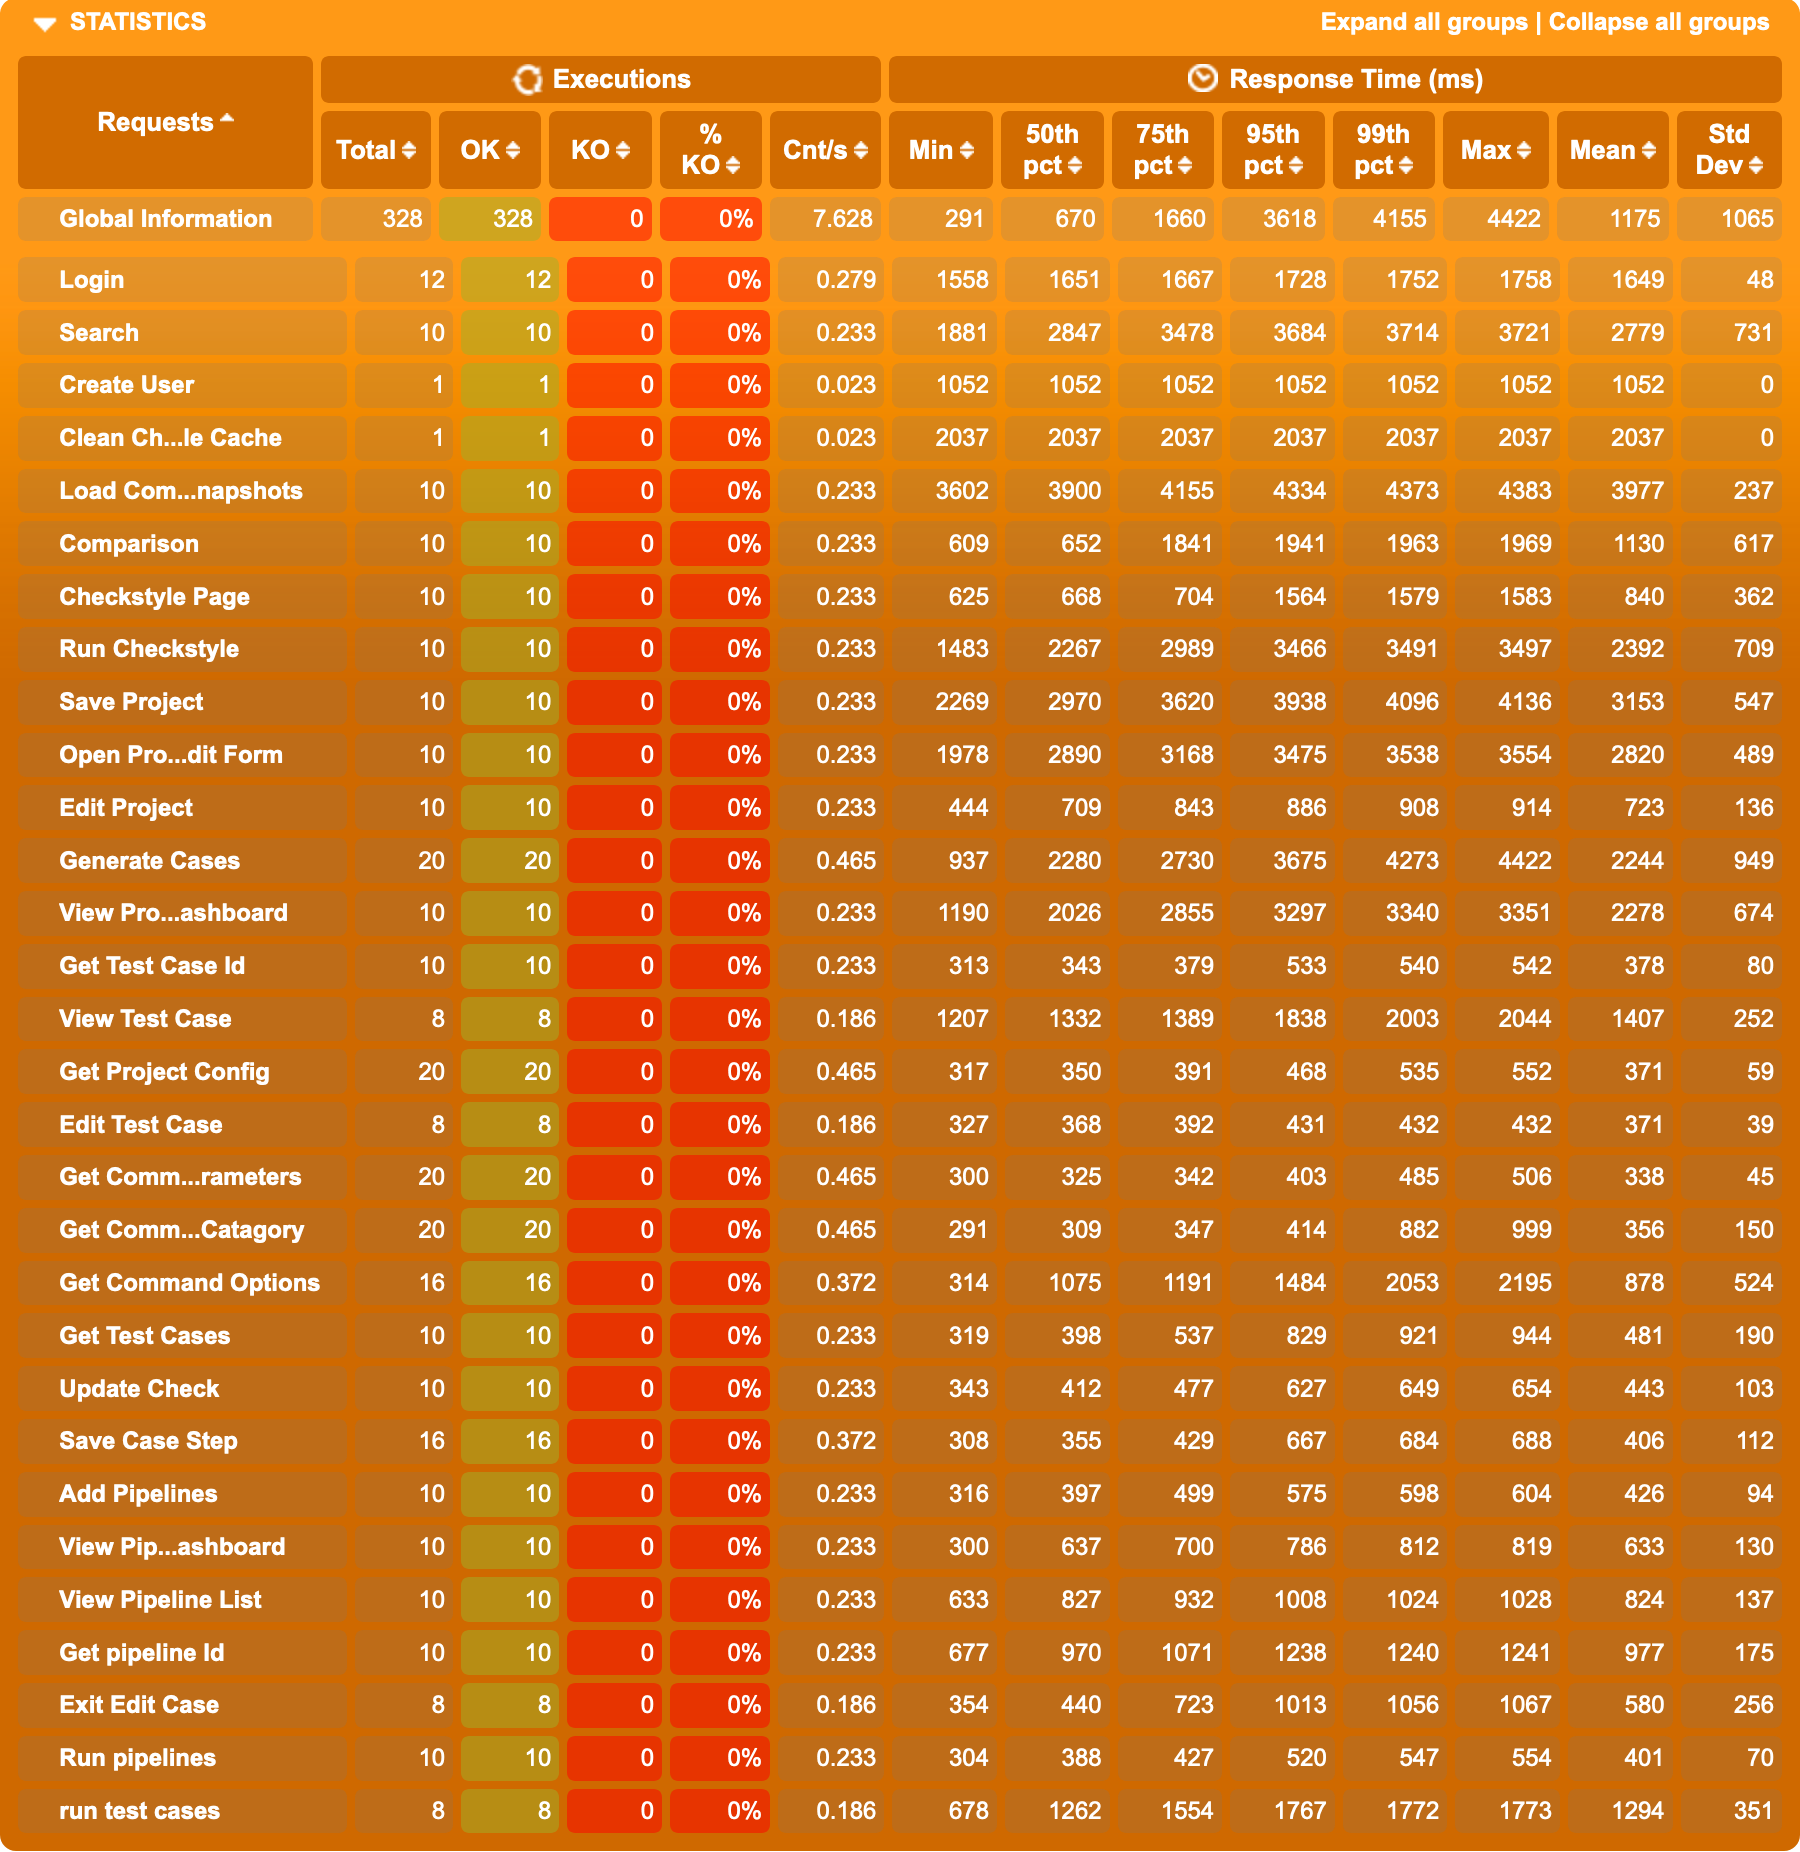 STATISTICS Expand all groups | Collapse all groups
Requests Executions Response Time (ms)
Total OK KO % KO Cnt/s Min 50th pct 75th pct 95th pct 99th pct Max Mean Std Dev
Global Information 328 328 0 0% 7.628 291 670 1660 3618 4155 4422 1175 1065
Login 12 12 0 0% 0.279 1558 1651 1667 1728 1752 1758 1649 48
Search 10 10 0 0% 0.233 1881 2847 3478 3684 3714 3721 2779 731
Create User 1 1 0 0% 0.023 1052 1052 1052 1052 1052 1052 1052 0
Clean Ch...le Cache 1 1 0 0% 0.023 2037 2037 2037 2037 2037 2037 2037 0
Load Com...napshots 10 10 0 0% 0.233 3602 3900 4155 4334 4373 4383 3977 237
Comparison 10 10 0 0% 0.233 609 652 1841 1941 1963 1969 1130 617
Checkstyle Page 10 10 0 0% 0.233 625 668 704 1564 1579 1583 840 362
Run Checkstyle 10 10 0 0% 0.233 1483 2267 2989 3466 3491 3497 2392 709
Save Project 10 10 0 0% 0.233 2269 2970 3620 3938 4096 4136 3153 547
Open Pro...dit Form 10 10 0 0% 0.233 1978 2890 3168 3475 3538 3554 2820 489
Edit Project 10 10 0 0% 0.233 444 709 843 886 908 914 723 136
Generate Cases 20 20 0 0% 0.465 937 2280 2730 3675 4273 4422 2244 949
View Pro...ashboard 10 10 0 0% 0.233 1190 2026 2855 3297 3340 3351 2278 674
Get Test Case Id 10 10 0 0% 0.233 313 343 379 533 540 542 378 80
View Test Case 8 8 0 0% 0.186 1207 1332 1389 1838 2003 2044 1407 252
Get Project Config 20 20 0 0% 0.465 317 350 391 468 535 552 371 59
Edit Test Case 8 8 0 0% 0.186 327 368 392 431 432 432 371 39
Get Comm...rameters 20 20 0 0% 0.465 300 325 342 403 485 506 338 45
Get Comm...Catagory 20 20 0 0% 0.465 291 309 347 414 882 999 356 150
Get Command Options 16 16 0 0% 0.372 314 1075 1191 1484 2053 2195 878 524
Get Test Cases 10 10 0 0% 0.233 319 398 537 829 921 944 481 190
Update Check 10 10 0 0% 0.233 343 412 477 627 649 654 443 103
Save Case Step 16 16 0 0% 0.372 308 355 429 667 684 688 406 112
Add Pipelines 10 10 0 0% 0.233 316 397 499 575 598 604 426 94
View Pip...ashboard 10 10 0 0% 0.233 300 637 700 786 812 819 633 130
View Pipeline List 10 10 0 0% 0.233 633 827 932 1008 1024 1028 824 137
Get pipeline Id 10 10 0 0% 0.233 677 970 1071 1238 1240 1241 977 175
Exit Edit Case 8 8 0 0% 0.186 354 440 723 1013 1056 1067 580 256
Run pipelines 10 10 0 0% 0.233 304 388 427 520 547 554 401 70
run test cases 8 8 0 0% 0.186 678 1262 1554 1767 1772 1773 1294 351